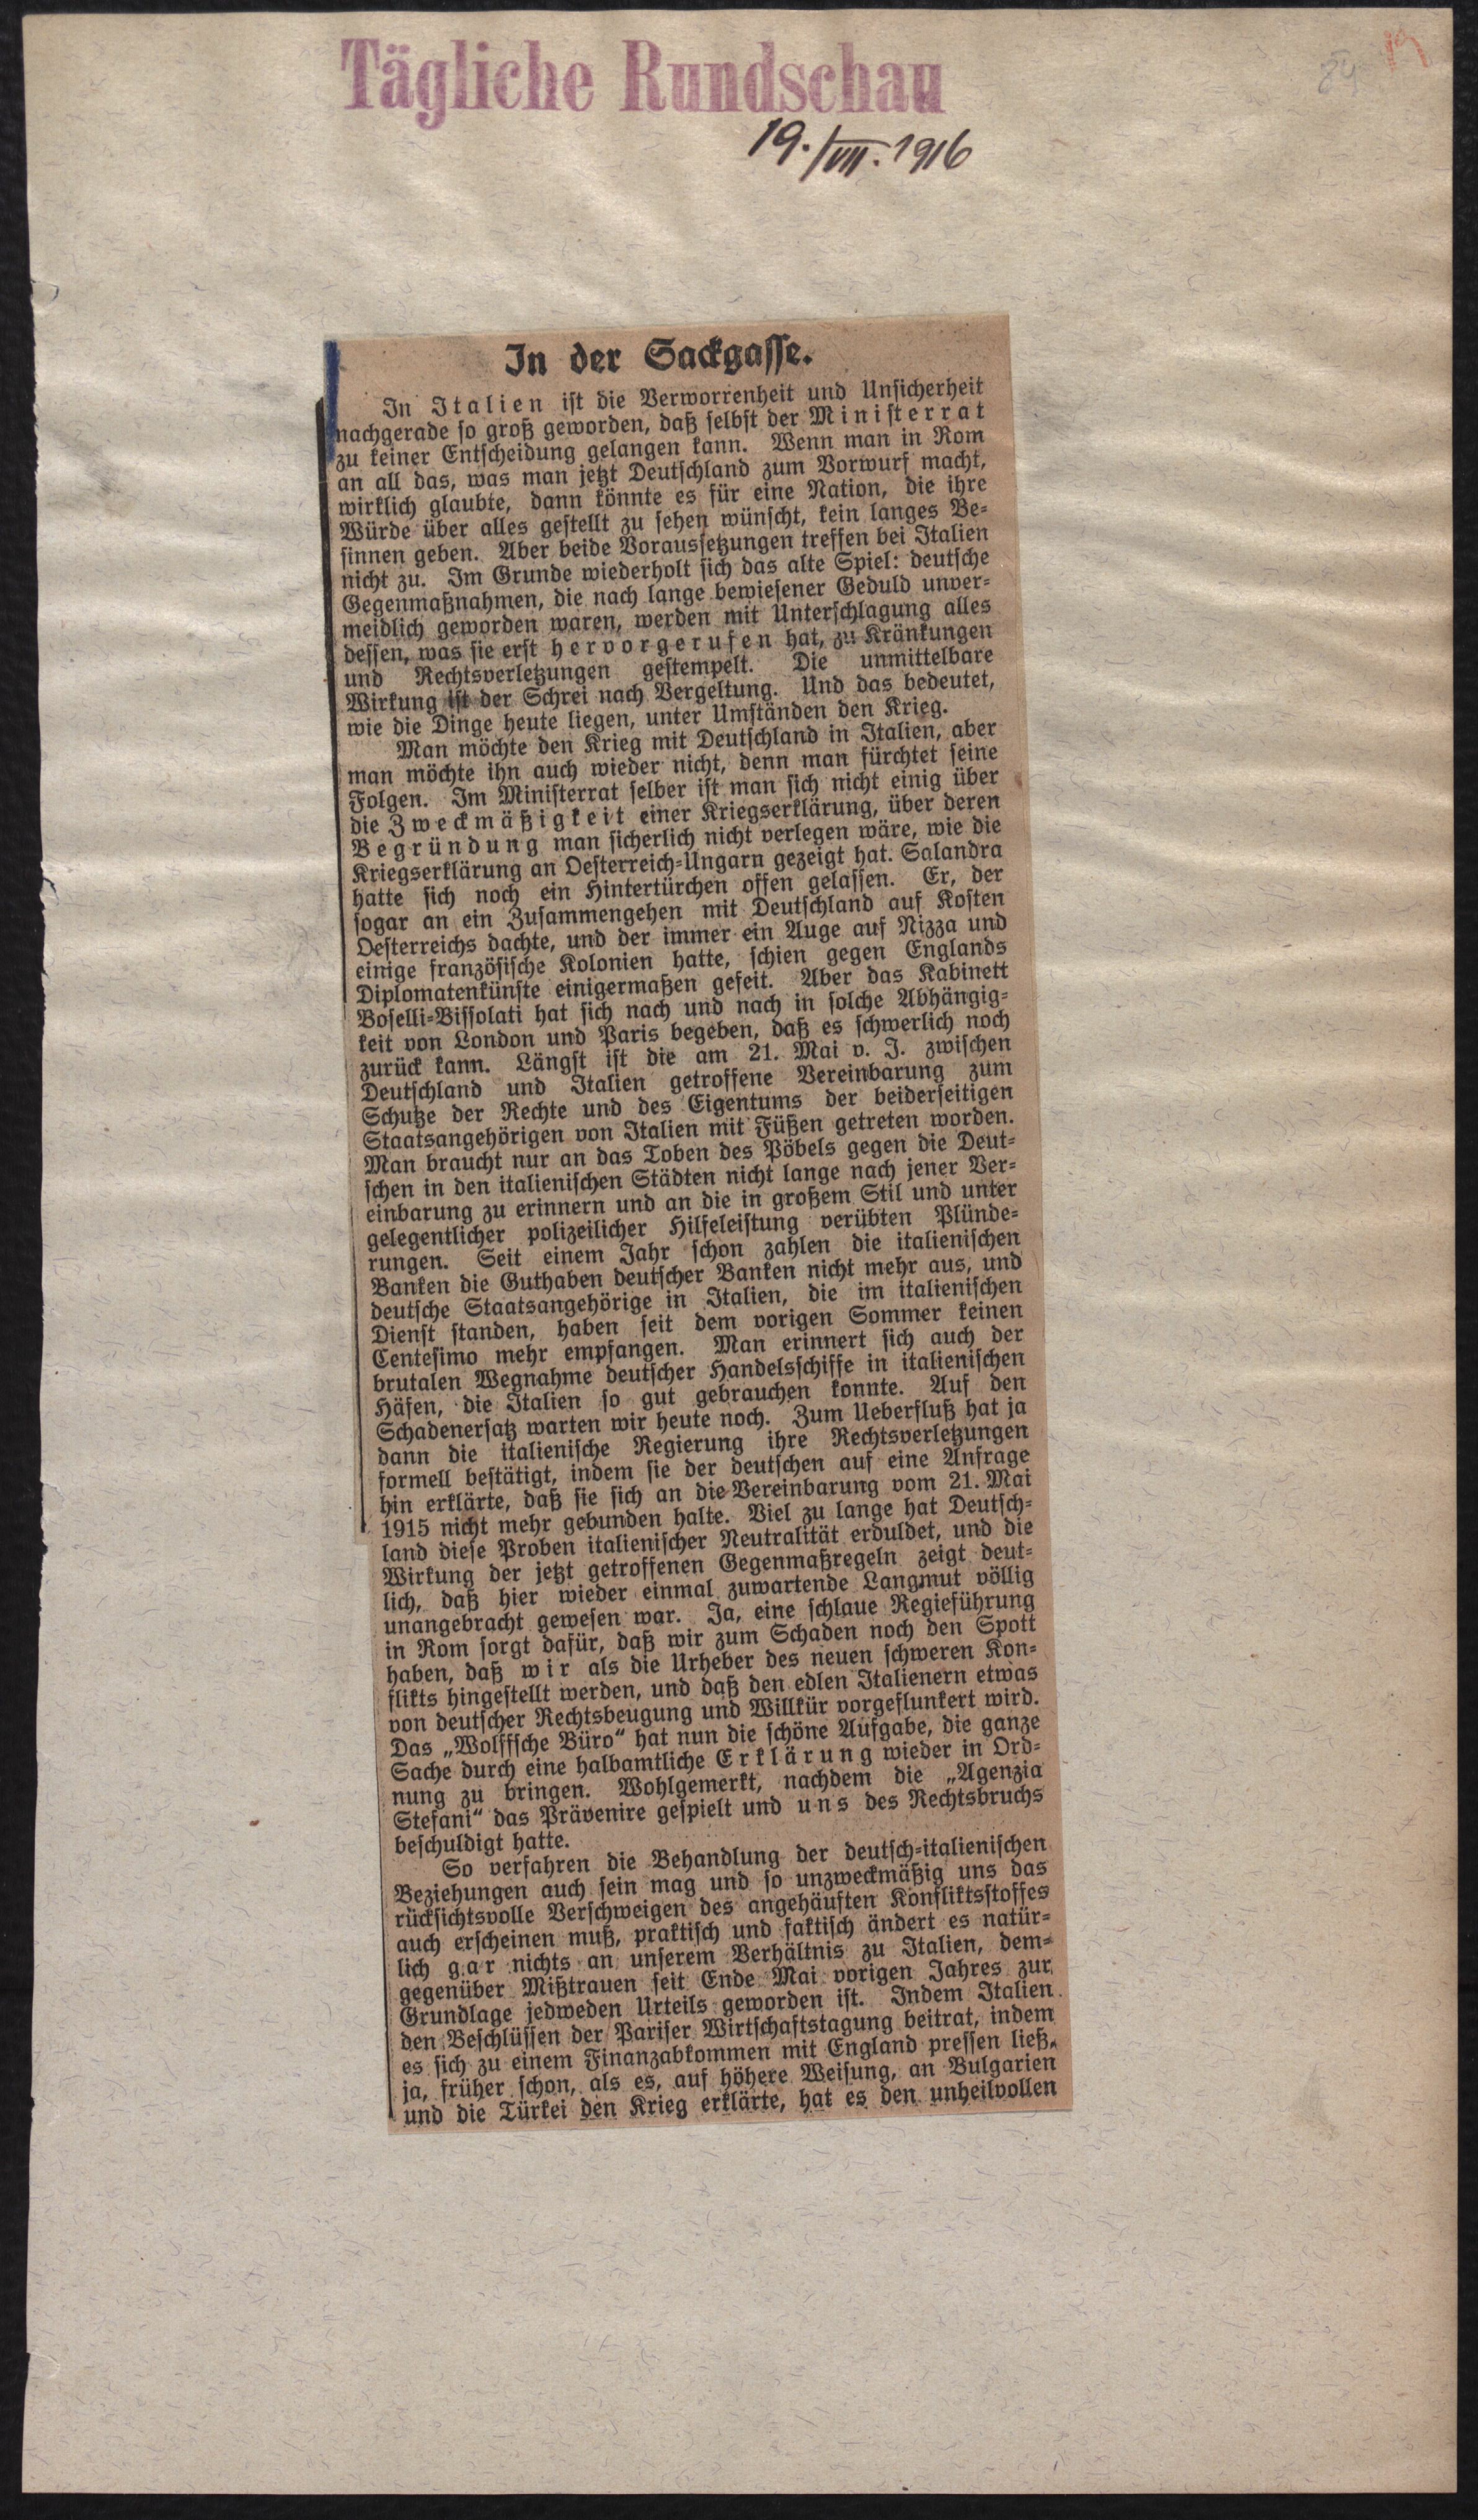 Tägliche Rundschau
19./VII. 1916
84
In der Sackgasse.
In Italien ist die Verworrenheit und Unsicherheit
nachgerade so groß geworden, daß selbst der Ministerrat
zu keiner Entscheidung gelangen kann. Wenn man in Rom
an all das, was man jetzt Deutschland zum Vorwurf macht,
wirklich glaubte, dann könnte es für eine Nation, die ihre
Würde über alles gestellt zu sehen wünscht, kein langes Be-
sinnen geben. Aber beide Voraussetzungen treffen bei Italien
nicht zu. Im Grunde wiederholt sich das alte Spiel: deutsche
Gegenmaßnahmen, die nach lange bewiesener Geduld unver-
meidlich geworden waren, werden mit Unterschlagung alles
dessen, was sie erst hervorgerufen hat, zu Kränkungen
und Rechtsverletzungen gestempelt. Die unmittelbare
Wirkung ist der Schrei nach Vergeltung. Und das bedeutet,
wie die Dinge heute liegen, unter Umständen den Krieg.
Man möchte den Krieg mit Deutschland in Italien, aber
man möchte ihn auch wieder nicht, denn man fürchtet seine
Folgen. Im Ministerrat selber ist man sich nicht einig über
die Zweckmäßigkeit einer Kriegserklärung, über deren
Begründung man sicherlich nicht verlegen wäre, wie die
Kriegserklärung an Oesterreich-Ungarn gezeigt hat. Salandra
hatte sich noch ein Hintertürchen offen gelassen. Er, der
sogar an ein Zusammengehen mit Deutschland auf Kosten
Oesterreichs dachte, und der immer ein Auge auf Nizza und
einige französische Kolonien hatte, schien gegen Englands
Diplomatenkünste einigermaßen gefeit. Aber das Kabinett
Boselli-Bissolati hat sich nach und nach in solche Abhängig-
keit von London und Paris begeben, daß es schwerlich noch
zurück kann. Längst ist die am 21. Mai v. J. zwischen
Deutschland und Italien getroffene Vereinbarung zum
Schutze der Rechte und des Eigentums der beiderseitigen
Staatsangehörigen von Italien mit Füßen getreten worden.
Man braucht nur an das Toben des Pöbels gegen die Deut-
schen in den italienischen Städten nicht lange nach jener Ver-
einbarung zu erinnern und an die in großem Stil und unter
gelegentlicher polizeilicher Hilfeleistung verübten Plünde-
rungen. Seit einem Jahr schon zahlen die italienischen
Banken die Guthaben deutscher Banken nicht mehr aus, und
deutsche Staatsangehörige in Italien, die im italienischen
Dienst standen, haben seit dem vorigen Sommer keinen
Centesimo mehr empfangen. Man erinnert sich auch der
brutalen Wegnahme deutscher Handelsschiffe in italienischen
Häfen, die Italien so gut gebrauchen konnte. Auf den
Schadenersatz warten wir heute noch. Zum Ueberfluß hat ja
dann die italienische Regierung ihre Rechtsverletzungen
formell bestätigt, indem sie der deutschen auf eine Anfrage
hin erklärte, daß sie sich an die Vereinbarung vom 21. Mai
1915 nicht mehr gebunden halte. Viel zu lange hat Deutsch-
land diese Proben italienischer Neutralität erduldet, und die
Wirkung der jetzt getroffenen Gegenmaßregeln zeigt deut-
lich, daß hier wieder einmal zuwartende Langmut völlig
unangebracht gewesen war. Ja, eine schlaue Regieführung
in Rom sorgt dafür, daß wir zum Schaden noch den Spott
haben, daß wir als die Urheber des neuen schweren Kon-
flikts hingestellt werden, und daß den edlen Italienern etwas
von deutscher Rechtsbeugung und Willkür vorgeflunkert wird.
Das „Wolffsche Büro“ hat nun die schöne Aufgabe, die ganze
Sache durch eine halbamtliche Erklärung wieder in Ord-
nung zu bringen. Wohlgemerkt, nachdem die „Agenzia
Stefani“ das Prävenire gespielt und uns des Rechtsbruchs
beschuldigt hatte.
So verfahren die Behandlung der deutsch-italienischen
Beziehungen auch sein mag und so unzweckmäßig uns das
rücksichtsvolle Verschweigen des angehäuften Konfliktsstoffes
auch erscheinen muß, praktisch und faktisch ändert es natür-
lich gar nichts an unserem Verhältnis zu Italien, dem-
gegenüber Mißtrauen seit Ende Mai vorigen Jahres zur
Grundlage jedweden Urteils geworden ist. Indem Italien
den Beschlüssen der Pariser Wirtschaftstagung beitrat, indem
es sich zu einem Finanzabkommen mit England pressen ließ,
ja, früher schon, als es, auf höhere Weisung, an Bulgarien
und die Türkei den Krieg erklärte, hat es den unheilvollen